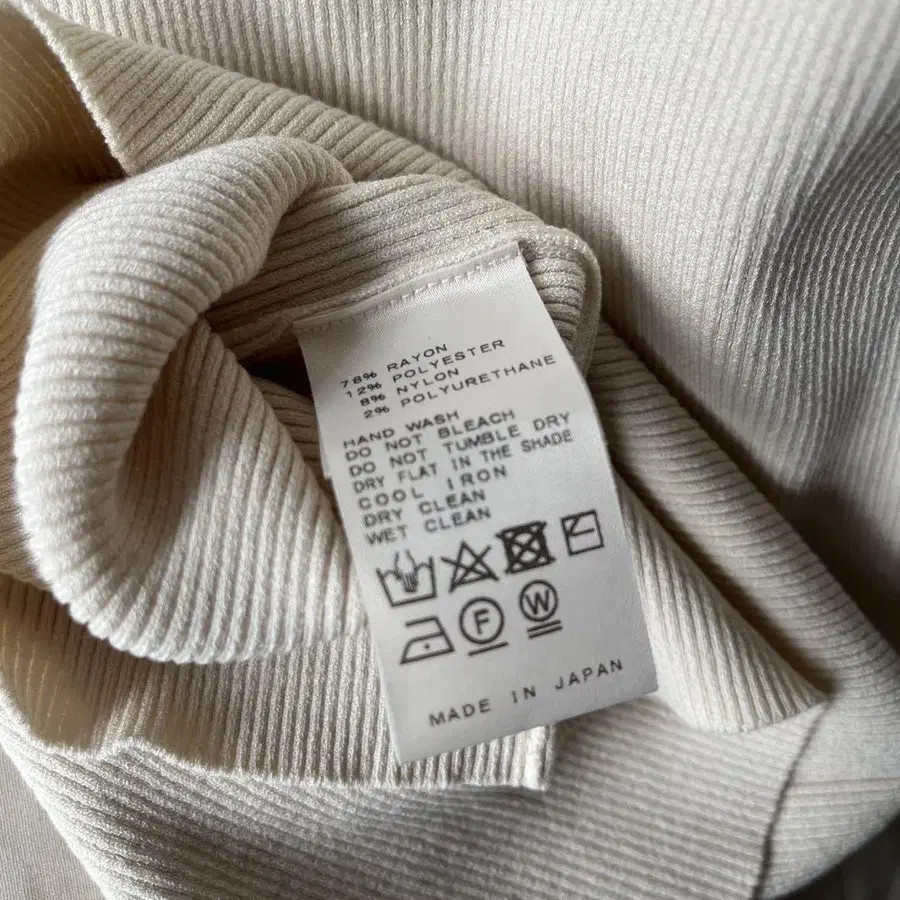 78% RAYON
12% POLYESTER
8% NYLON
2% POLYURETHANE
HAND WASH
DO NOT BLEACH
DO NOT TUMBLE DRY
DRY FLAT IN THE SHADE
COOL IRON
DRY CLEAN
WET CLEAN
F W
MADE IN JAPAN